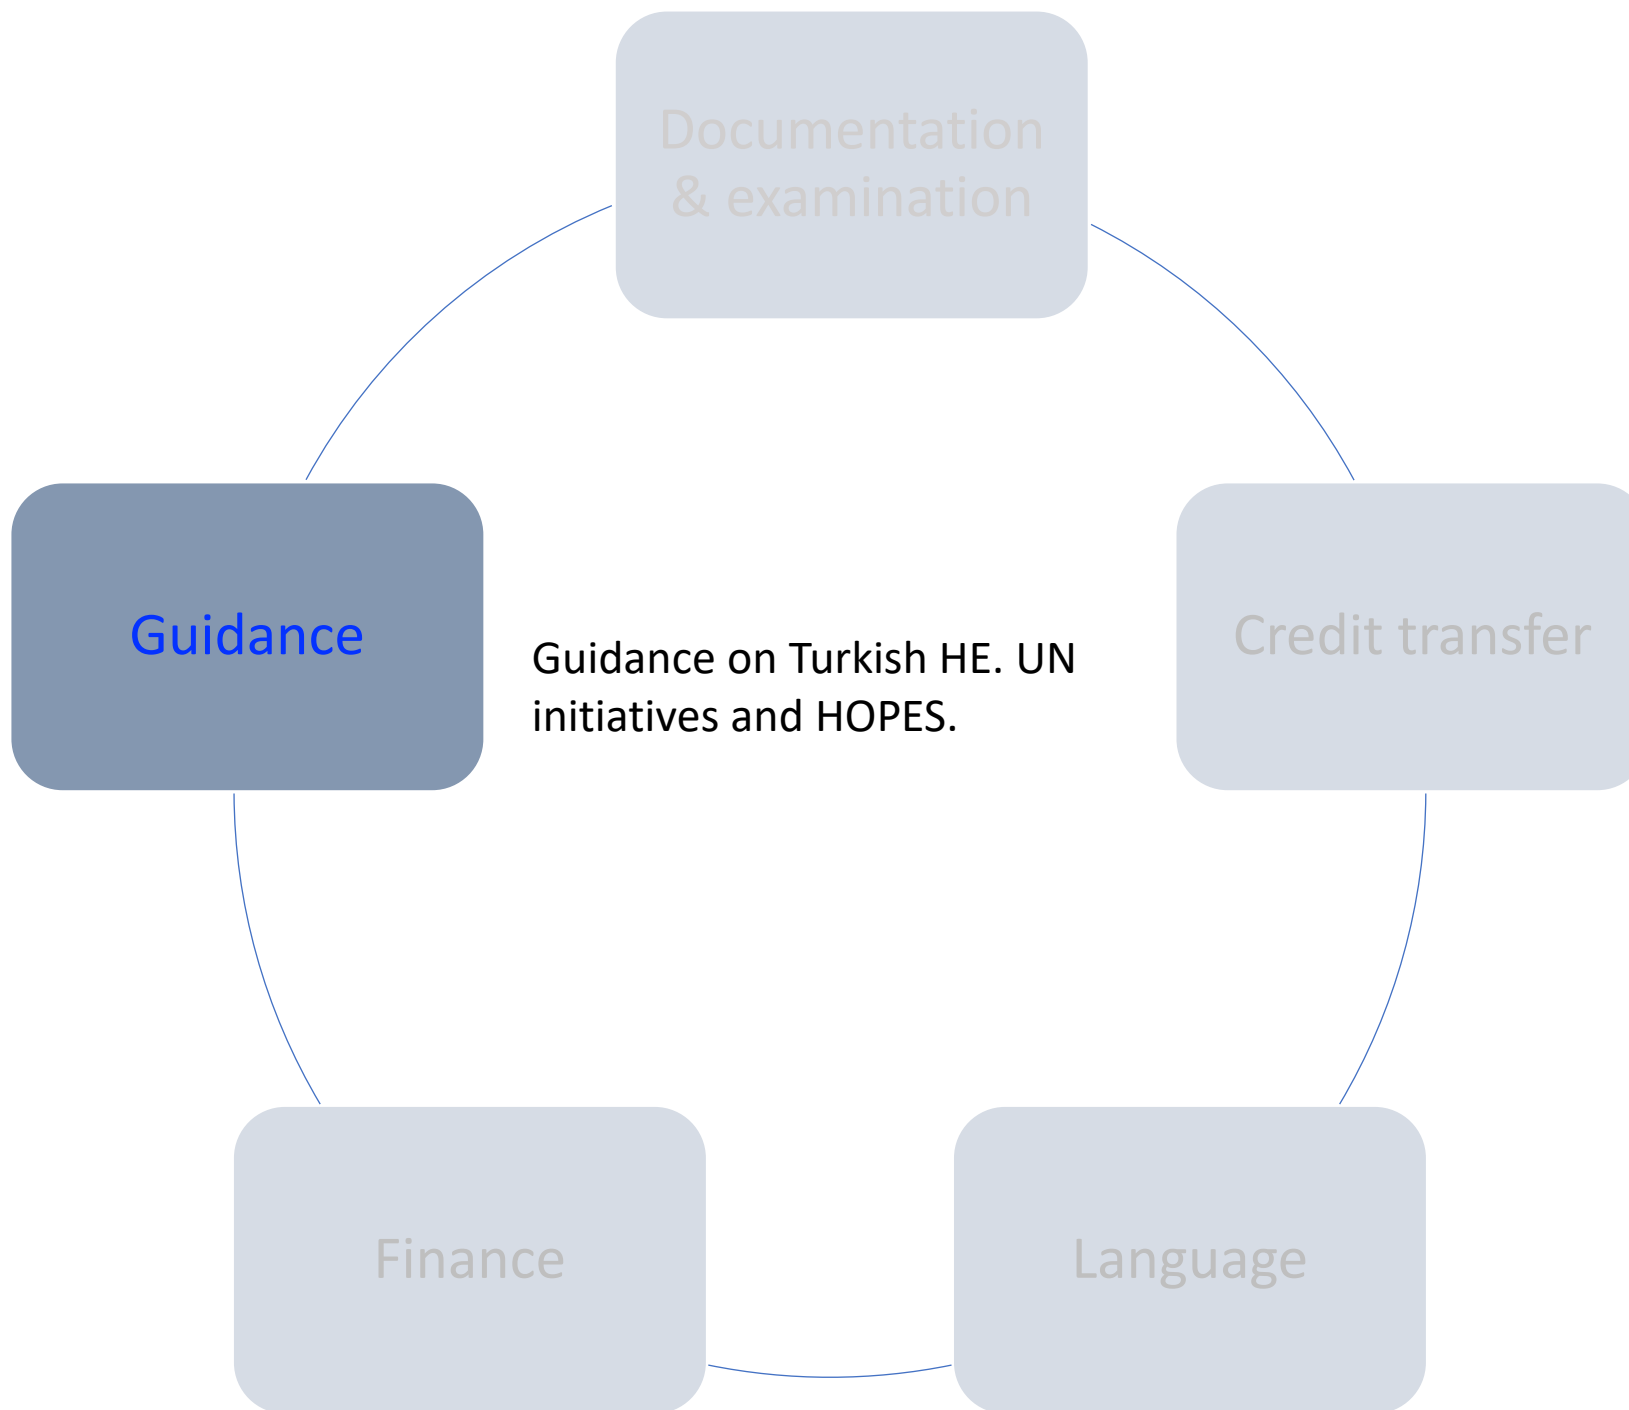 Documentation
& examination
Guidance
Guidance on Turkish HE. UN
initiatives and HOPES.
Credit transfer
Finance
Language